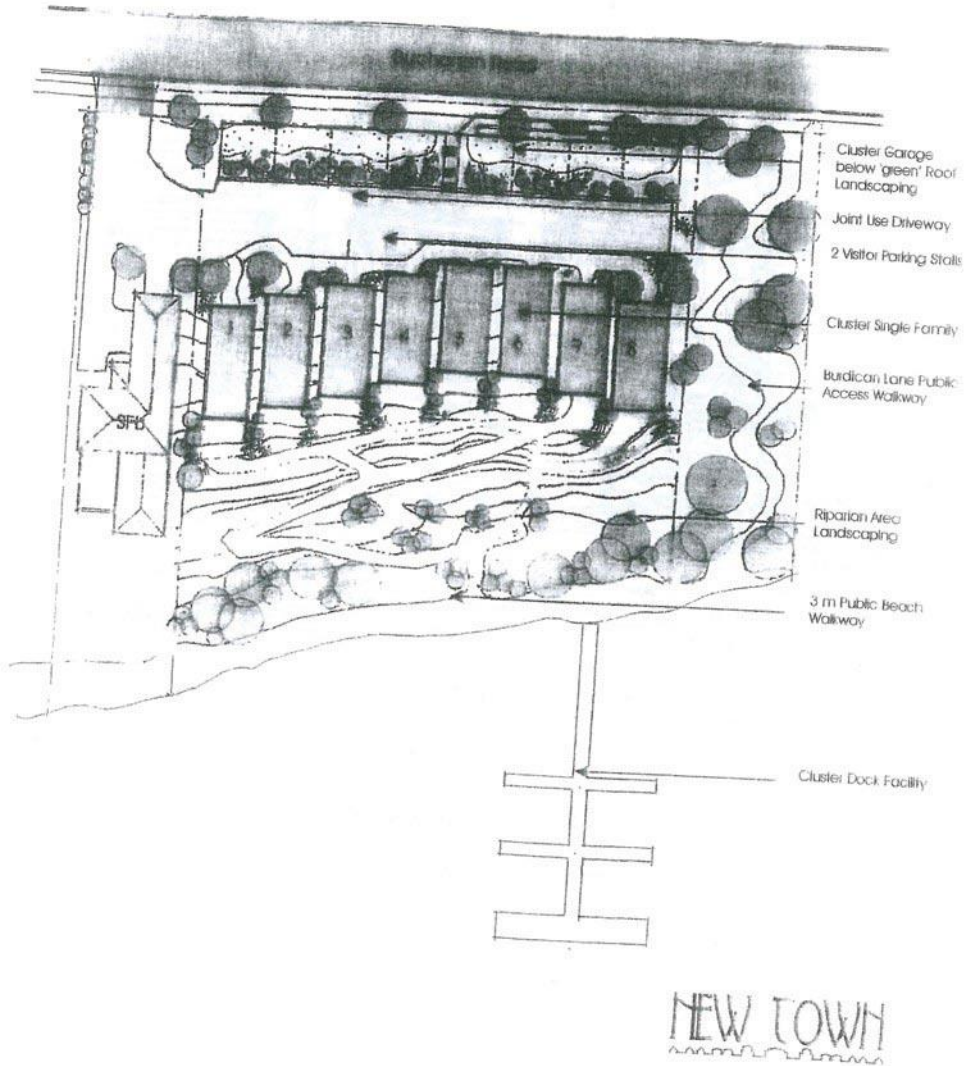 Buchanan Road
Cluster Garage
below 'green' Roof
Landscaping
Joint Use Driveway
2 Visitor Parking Stalls
Cluster Single Family
Burdican Lane Public
Access Walkway
1 2 3 4 5 6 7 8
SFD
Riparian Area
Landscaping
3 m Public Beach
Walkway
Cluster Dock Facility
NEW TOWN